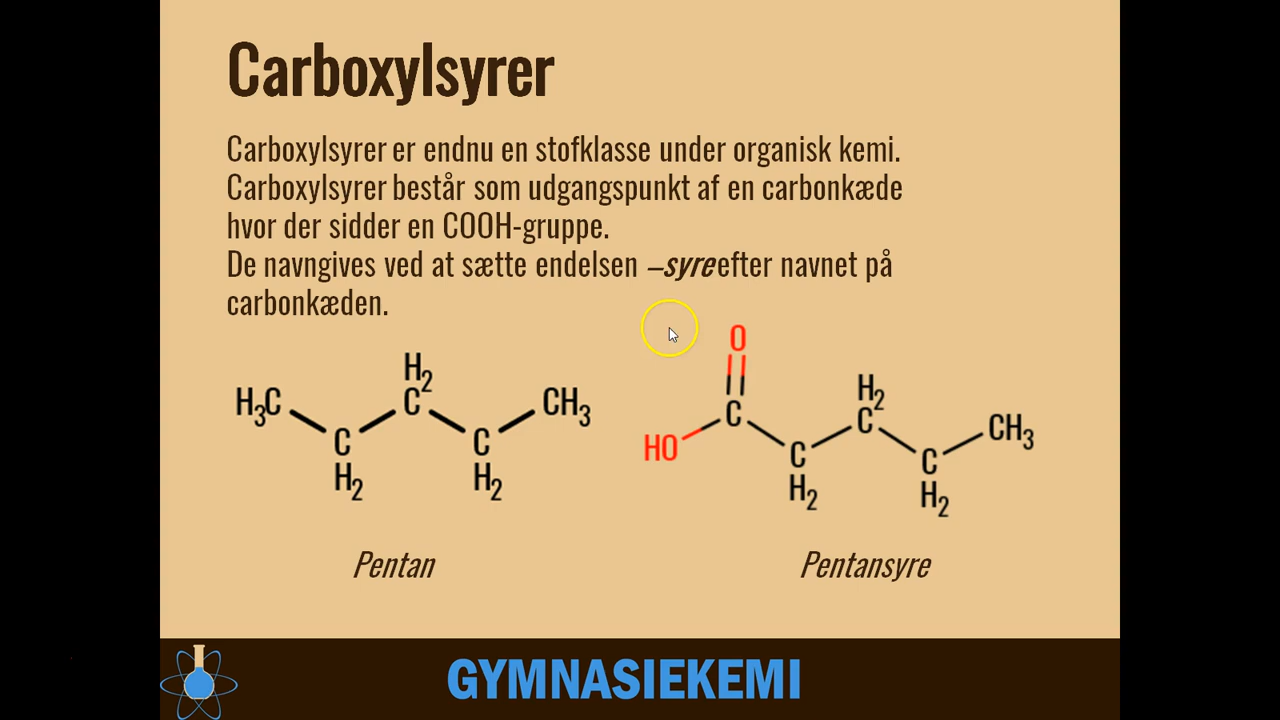 Carboxylsyrer
Carboxylsyrer er endnu en stofklasse under organisk kemi.
Carboxylsyrer består som udgangspunkt af en carbonkæde
hvor der sidder en COOH-gruppe.
De navngives ved at sætte endelsen –syreefter navnet på
carbonkæden.
H₃C C H₂ H₂ C C H₂ CH₃
O HO C C H₂ H₂ C C H₂ CH₃
Pentan
Pentansyre
GYMNASIEKEMI